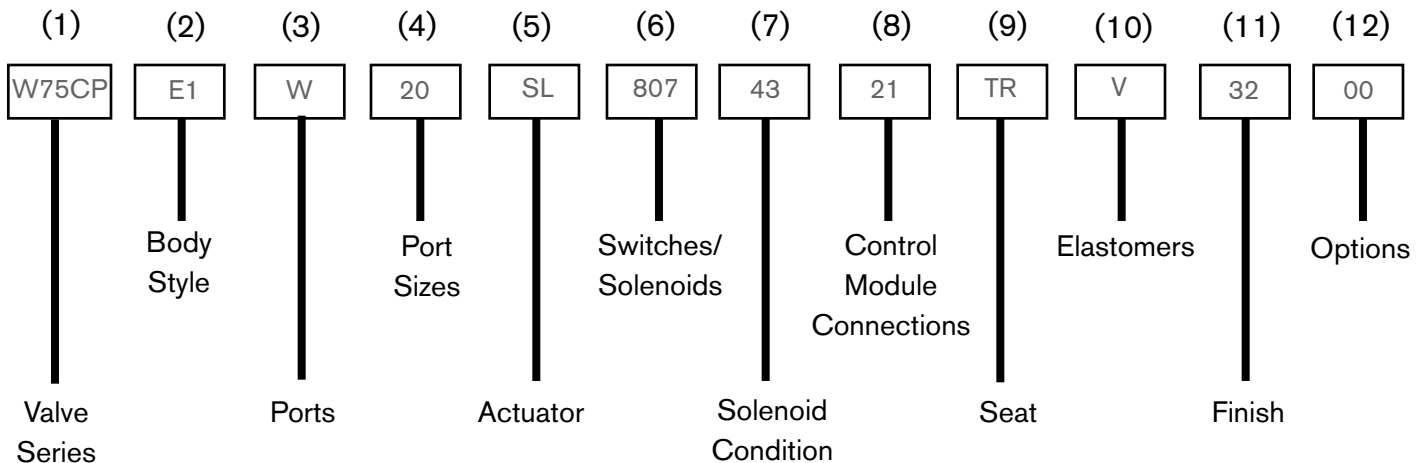 (1) (2) (3) (4) (5) (6) (7) (8) (9) (10) (11) (12)
W75CP E1 W 20 SL 807 43 21 TR V 32 00
Body Style
Port Sizes
Switches/ Solenoids
Control Module Connections
Elastomers
Options
Valve Series
Ports
Actuator
Solenoid Condition
Seat
Finish